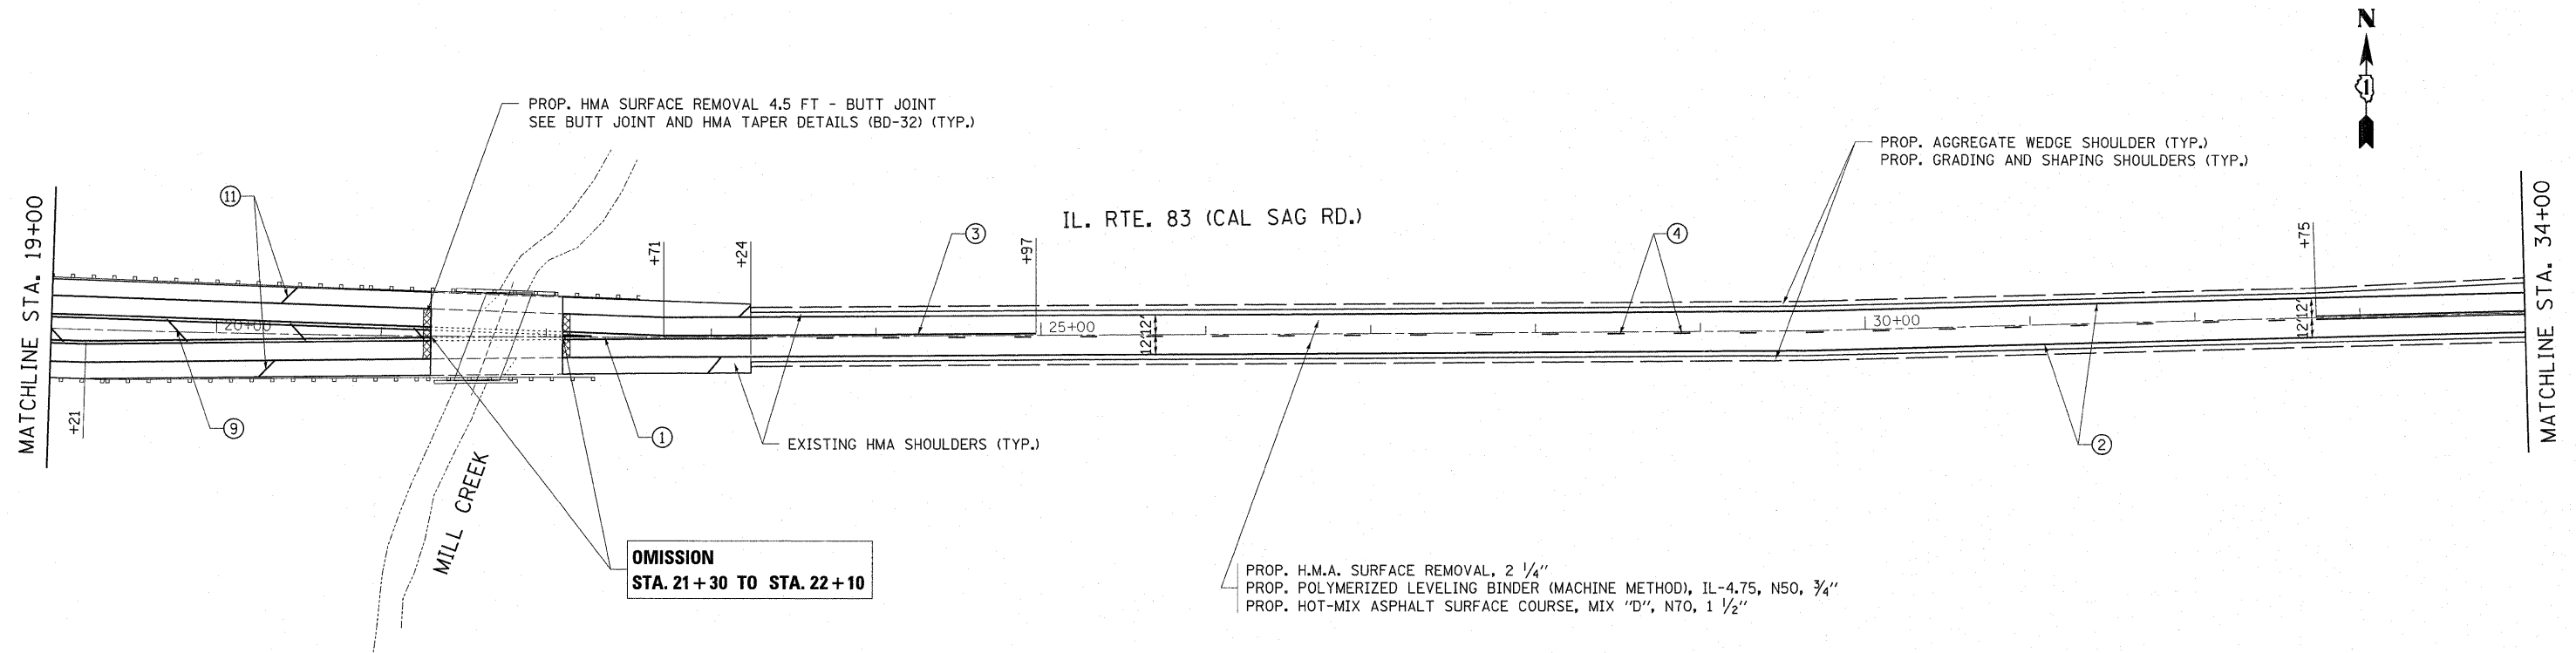 N
1
PROP. HMA SURFACE REMOVAL 4.5 FT - BUTT JOINT
SEE BUTT JOINT AND HMA TAPER DETAILS (BD-32) (TYP.)
PROP. AGGREGATE WEDGE SHOULDER (TYP.)
PROP. GRADING AND SHAPING SHOULDERS (TYP.)
11
MATCHLINE STA. 19+00
IL. RTE. 83 (CAL SAG RD.)
+71
+24
3
+97
4
+75
MATCHLINE STA. 34+00
20+00
25+00
30+00
12'
12'
12'
12'
+21
9
1
EXISTING HMA SHOULDERS (TYP.)
2
MILL CREEK
OMISSION
STA. 21+30 TO STA. 22+10
PROP. H.M.A. SURFACE REMOVAL, 2 1/4"
PROP. POLYMERIZED LEVELING BINDER (MACHINE METHOD), IL-4.75, N50, 3/4"
PROP. HOT-MIX ASPHALT SURFACE COURSE, MIX "D", N70, 1 1/2"